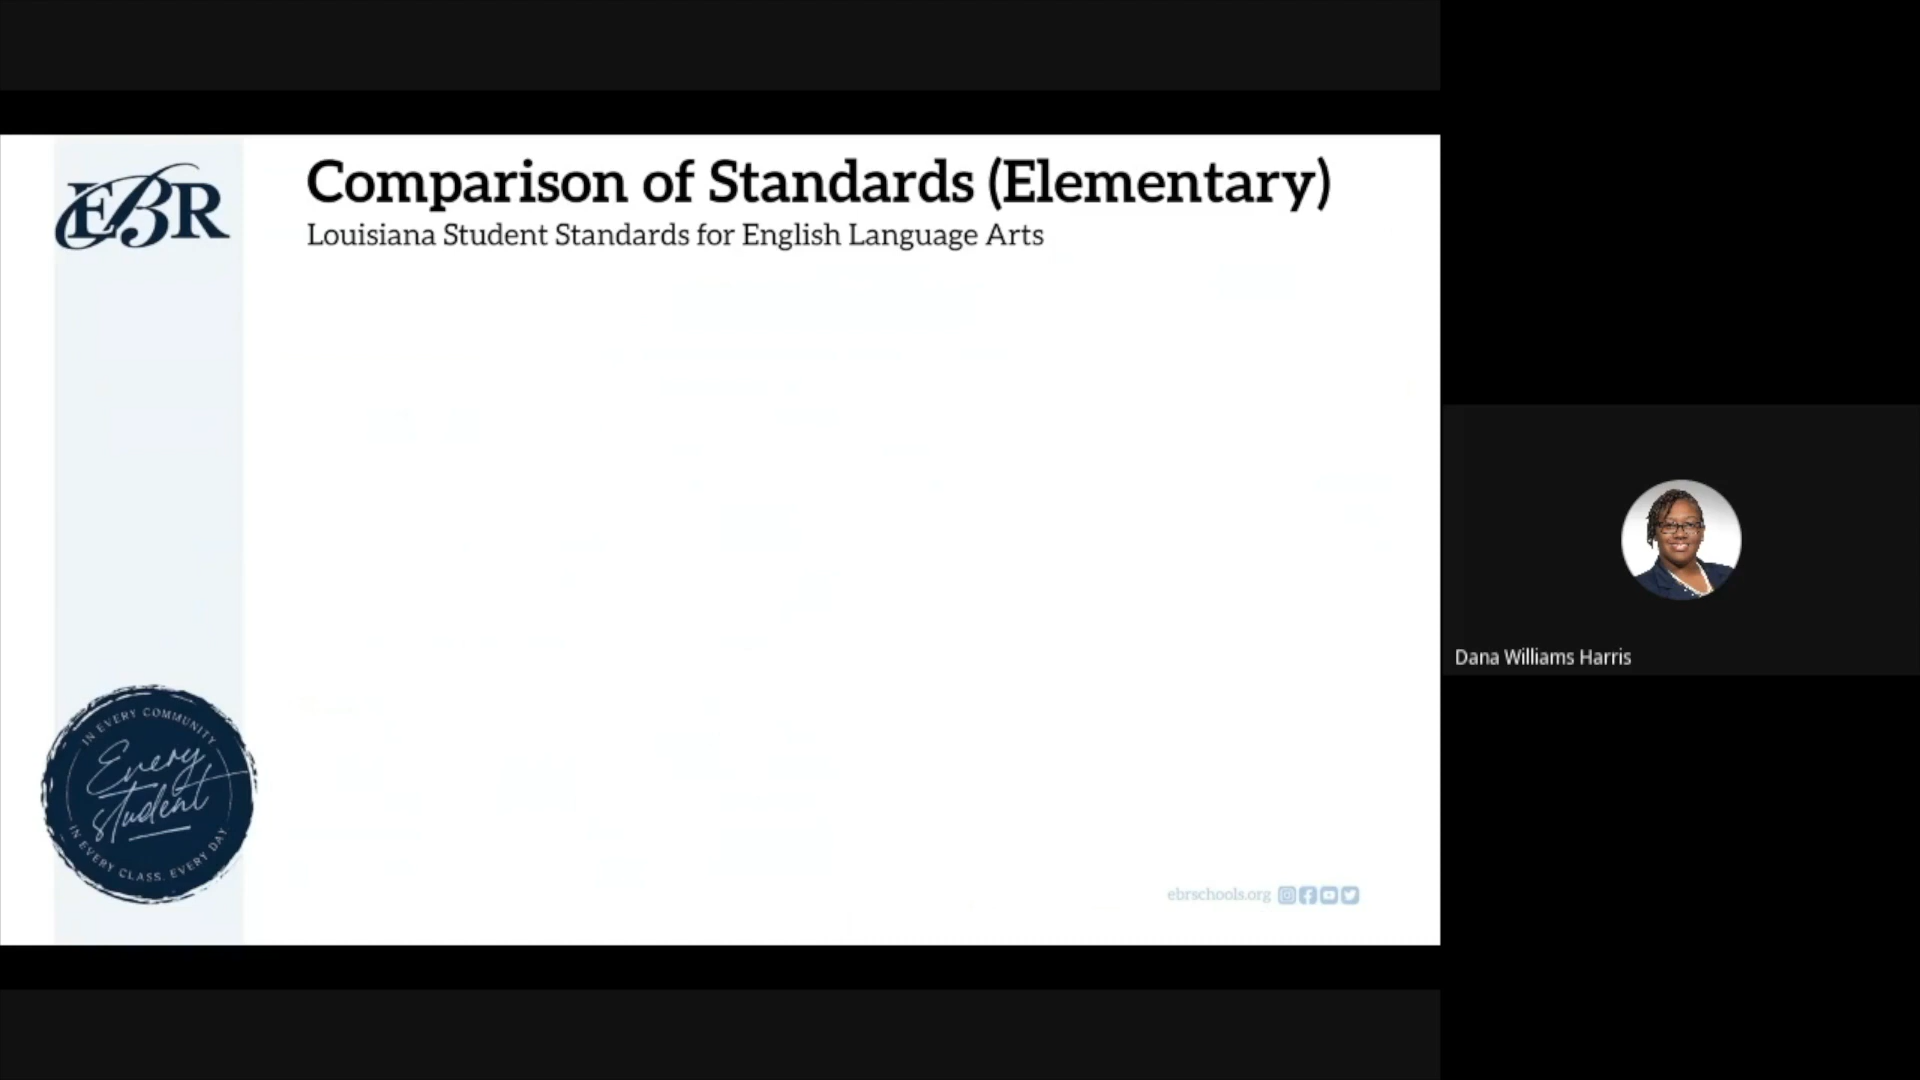 EBR
Comparison of Standards (Elementary)
Louisiana Student Standards for English Language Arts
IN EVERY COMMUNITY
Every
student
IN EVERY CLASS. EVERY DAY
ebrschools.org
Dana Williams Harris